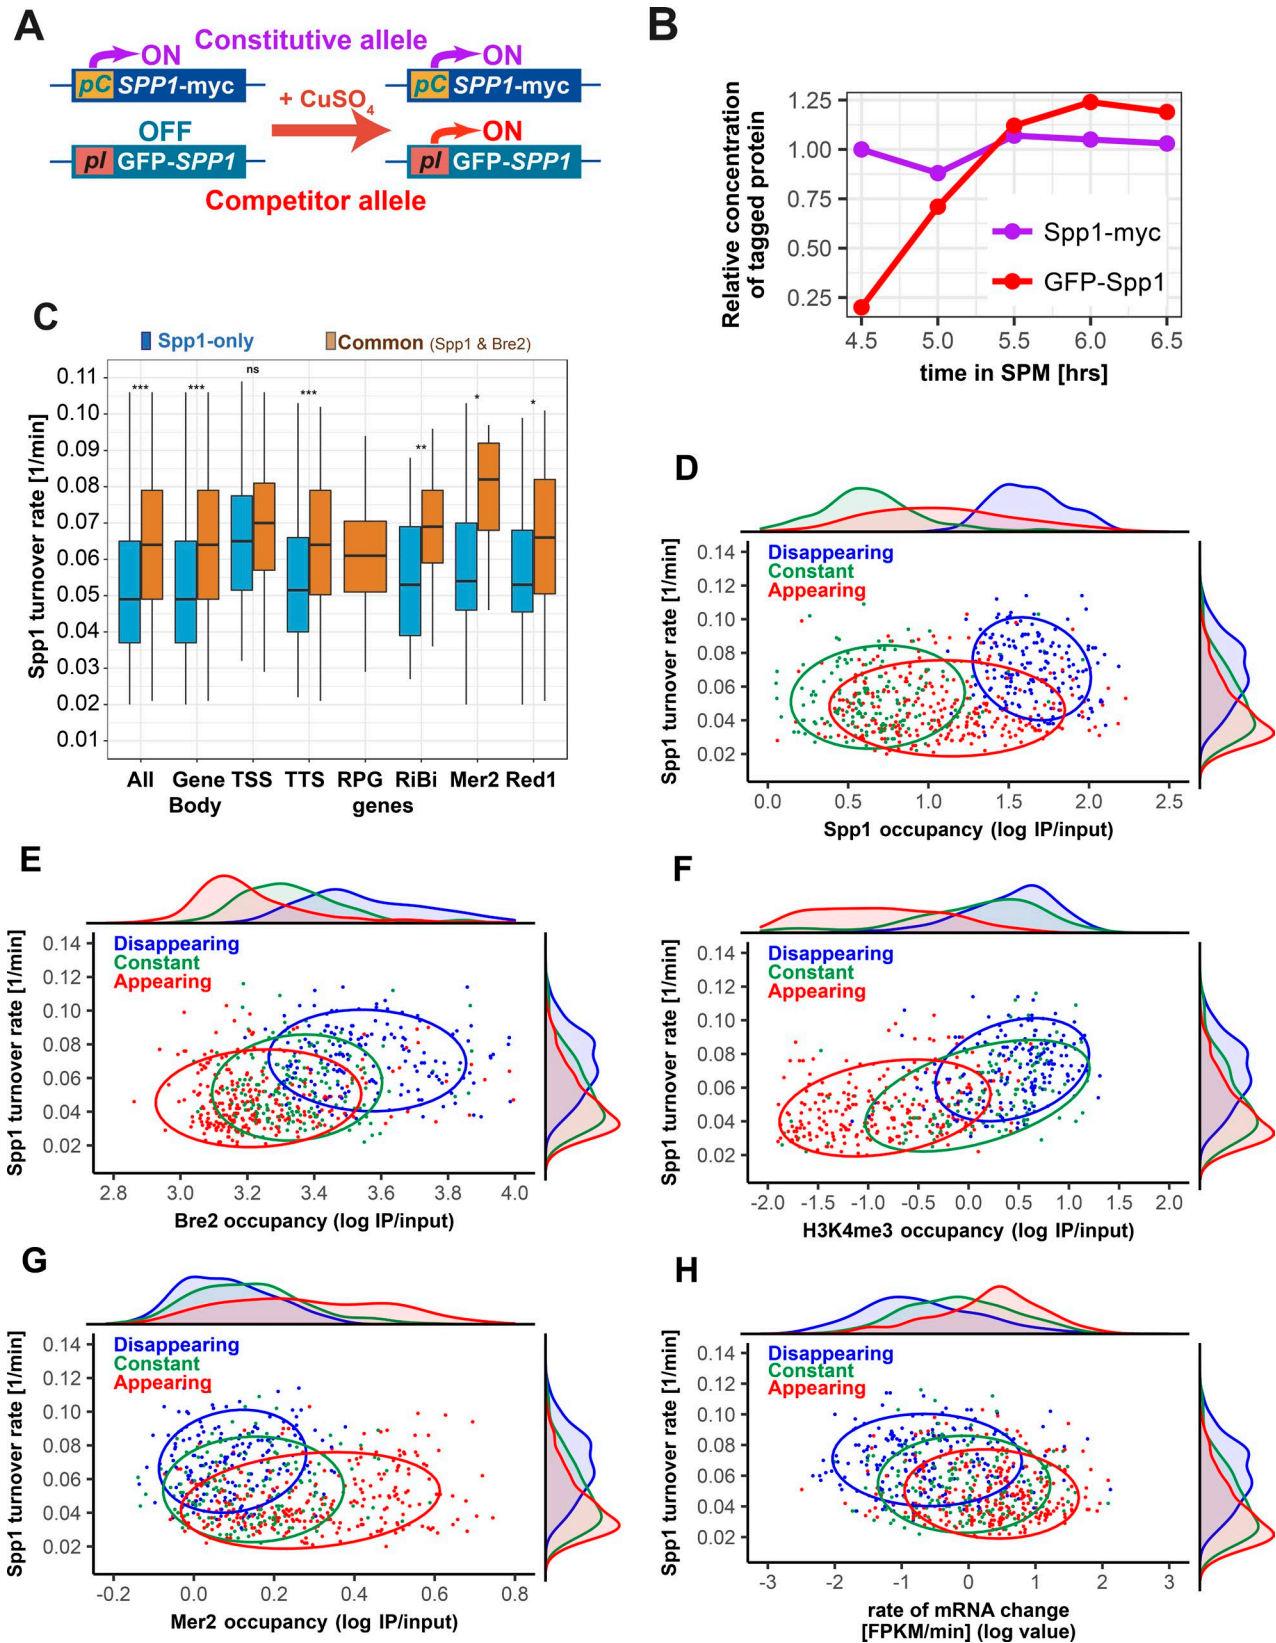 A
Constitutive allele
ON
ON
pC SPP1-myc
pC SPP1-myc
+ CuSO4
OFF
ON
pI GFP-SPP1
pI GFP-SPP1
Competitor allele
B
Relative concentration
of tagged protein
1.25
1.00
0.75
0.50
0.25
Spp1-myc
GFP-Spp1
4.5 5.0 5.5 6.0 6.5
time in SPM [hrs]
C
Spp1-only
Common (Spp1 & Bre2)
Spp1 turnover rate [1/min]
0.11
0.10
0.09
0.08
0.07
0.06
0.05
0.04
0.03
0.02
0.01
*** *** ns *** ** * *
All Gene TSS TTS RPG RiBi Mer2 Red1
Body genes
D
Spp1 turnover rate [1/min]
0.14
0.12
0.10
0.08
0.06
0.04
0.02
Disappearing
Constant
Appearing
0.0 0.5 1.0 1.5 2.0 2.5
Spp1 occupancy (log IP/input)
E
Spp1 turnover rate [1/min]
0.14
0.12
0.10
0.08
0.06
0.04
0.02
Disappearing
Constant
Appearing
2.8 3.0 3.2 3.4 3.6 3.8 4.0
Bre2 occupancy (log IP/input)
F
Spp1 turnover rate [1/min]
0.14
0.12
0.10
0.08
0.06
0.04
0.02
Disappearing
Constant
Appearing
-2.0 -1.5 -1.0 -0.5 0.0 0.5 1.0 1.5 2.0
H3K4me3 occupancy (log IP/input)
G
Spp1 turnover rate [1/min]
0.14
0.12
0.10
0.08
0.06
0.04
0.02
Disappearing
Constant
Appearing
-0.2 0.0 0.2 0.4 0.6 0.8
Mer2 occupancy (log IP/input)
H
Spp1 turnover rate [1/min]
0.14
0.12
0.10
0.08
0.06
0.04
0.02
Disappearing
Constant
Appearing
-3 -2 -1 0 1 2 3
rate of mRNA change
[FPKM/min] (log value)